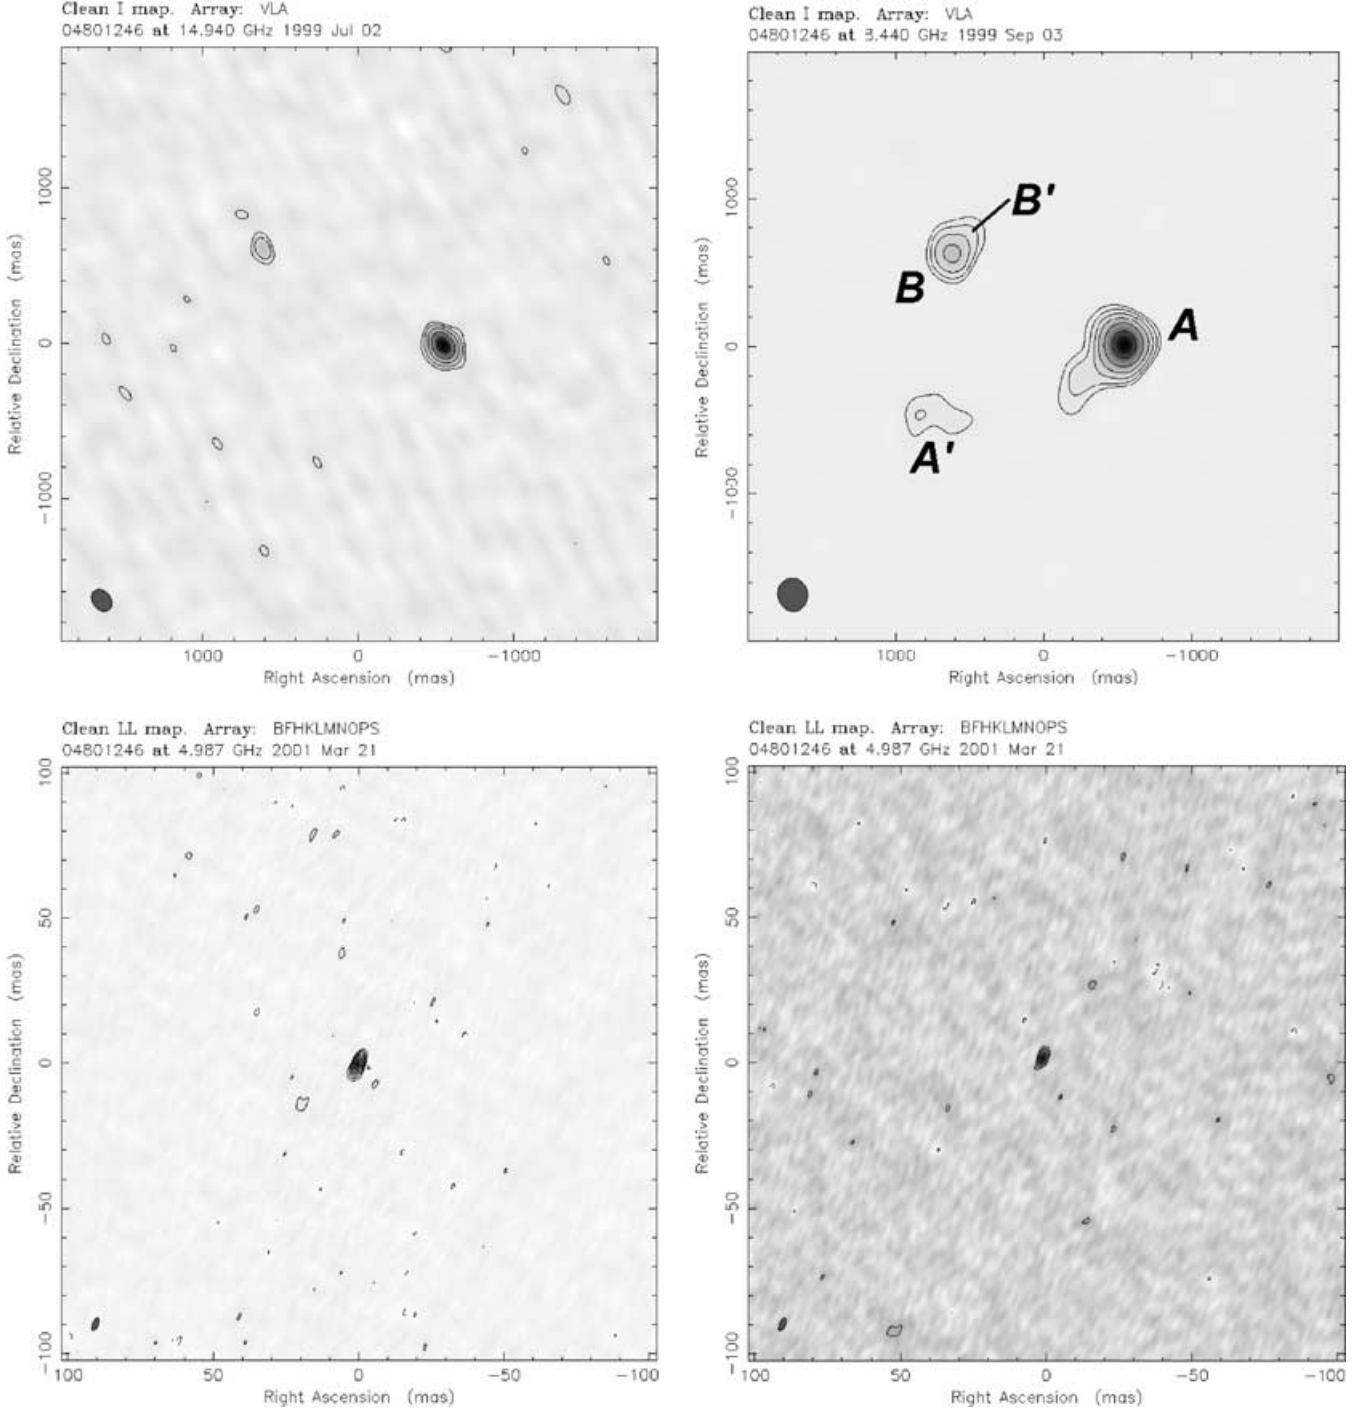 Clean I map. Array: VLA
04801246 at 14.940 GHz 1999 Jul 02
1000
0
-1000
Relative Declination (mas)
1000
0
-1000
Right Ascension (mas)
Clean I map. Array: VLA
04801246 at 8.440 GHz 1999 Sep 03
1000
0
-1000
Relative Declination (mas)
B'
B
A
A'
1000
0
-1000
Right Ascension (mas)
Clean LL map. Array: BFHKLMNOPS
04801246 at 4.987 GHz 2001 Mar 21
100
50
0
-50
-100
Relative Declination (mas)
100
50
0
-50
-100
Right Ascension (mas)
Clean LL map. Array: BFHKLMNOPS
04801246 at 4.987 GHz 2001 Mar 21
100
50
0
-50
-100
Relative Declination (mas)
100
50
0
-50
-100
Right Ascension (mas)